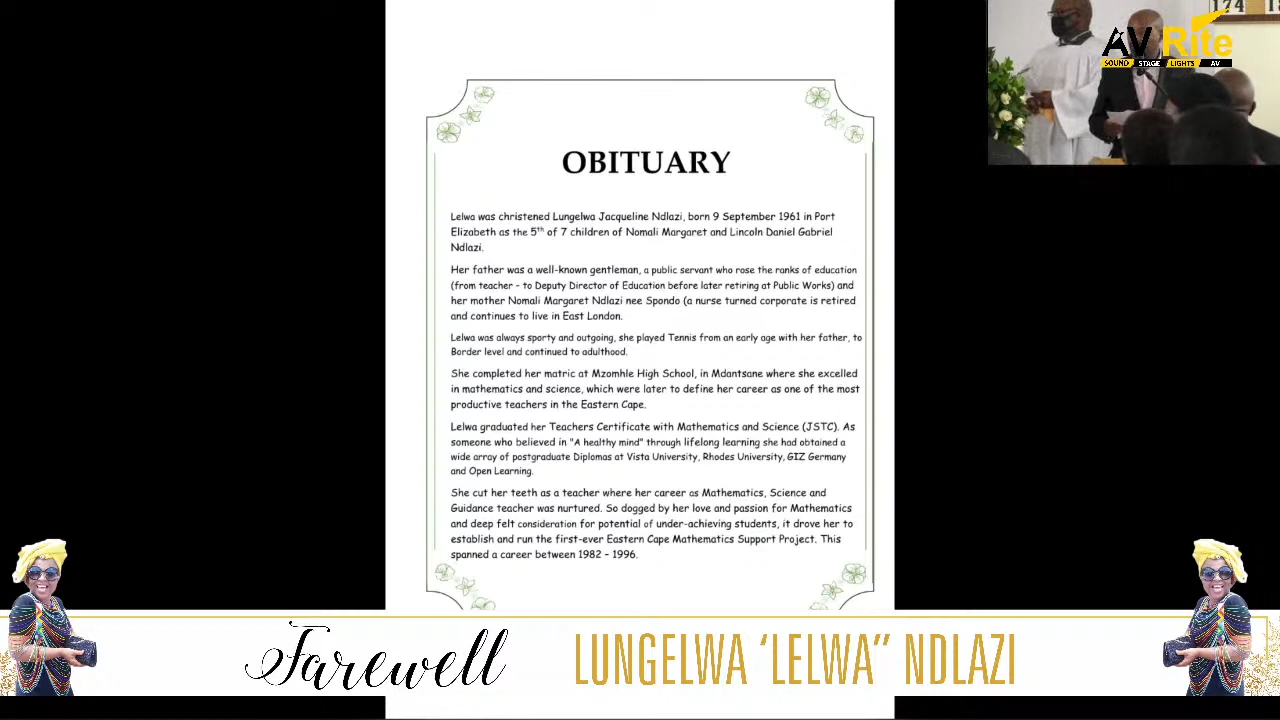 174
AV Rite
SOUND STAGE LIGHTS AV
OBITUARY
Lelwa was christened Lungelwa Jacqueline Ndlazi, born 9 September 1961 in Port
Elizabeth as the 5th of 7 children of Nomali Margaret and Lincoln Daniel Gabriel
Ndlazi.
Her father was a well-known gentleman, a public servant who rose the ranks of education
(from teacher - to Deputy Director of Education before later retiring at Public Works) and
her mother Nomali Margaret Ndlazi nee Spondo (a nurse turned corporate is retired
and continues to live in East London.
Lelwa was always sporty and outgoing, she played Tennis from an early age with her father, to
Border level and continued to adulthood.
She completed her matric at Mzomhle High School, in Mdantsane where she excelled
in mathematics and science, which were later to define her career as one of the most
productive teachers in the Eastern Cape.
Lelwa graduated her Teachers Certificate with Mathematics and Science (JSTC). As
someone who believed in "A healthy mind" through lifelong learning she had obtained a
wide array of postgraduate Diplomas at Vista University, Rhodes University, GIZ Germany
and Open Learning.
She cut her teeth as a teacher where her career as Mathematics, Science and
Guidance teacher was nurtured. So dogged by her love and passion for Mathematics
and deep felt consideration for potential of under-achieving students, it drove her to
establish and run the first-ever Eastern Cape Mathematics Support Project. This
spanned a career between 1982 – 1996.
Farewell LUNGELWA ‘LELWA” NDLAZI